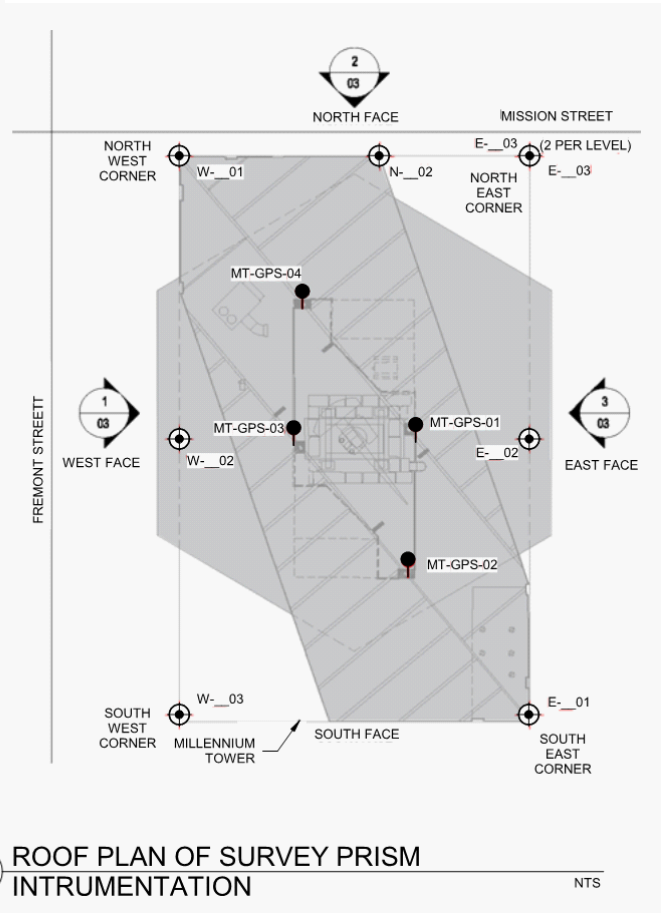 2
03
NORTH FACE
MISSION STREET
NORTH
WEST
CORNER
W-__01
N-__02
E-__03
(2 PER LEVEL)
E-__03
NORTH
EAST
CORNER
MT-GPS-04
1
03
WEST FACE
MT-GPS-03
MT-GPS-01
3
03
EAST FACE
W-__02
E-__02
FREMONT STREETT
MT-GPS-02
W-__03
E-__01
SOUTH
WEST
CORNER
MILLENNIUM
TOWER
SOUTH FACE
SOUTH
EAST
CORNER
ROOF PLAN OF SURVEY PRISM
INTRUMENTATION
NTS